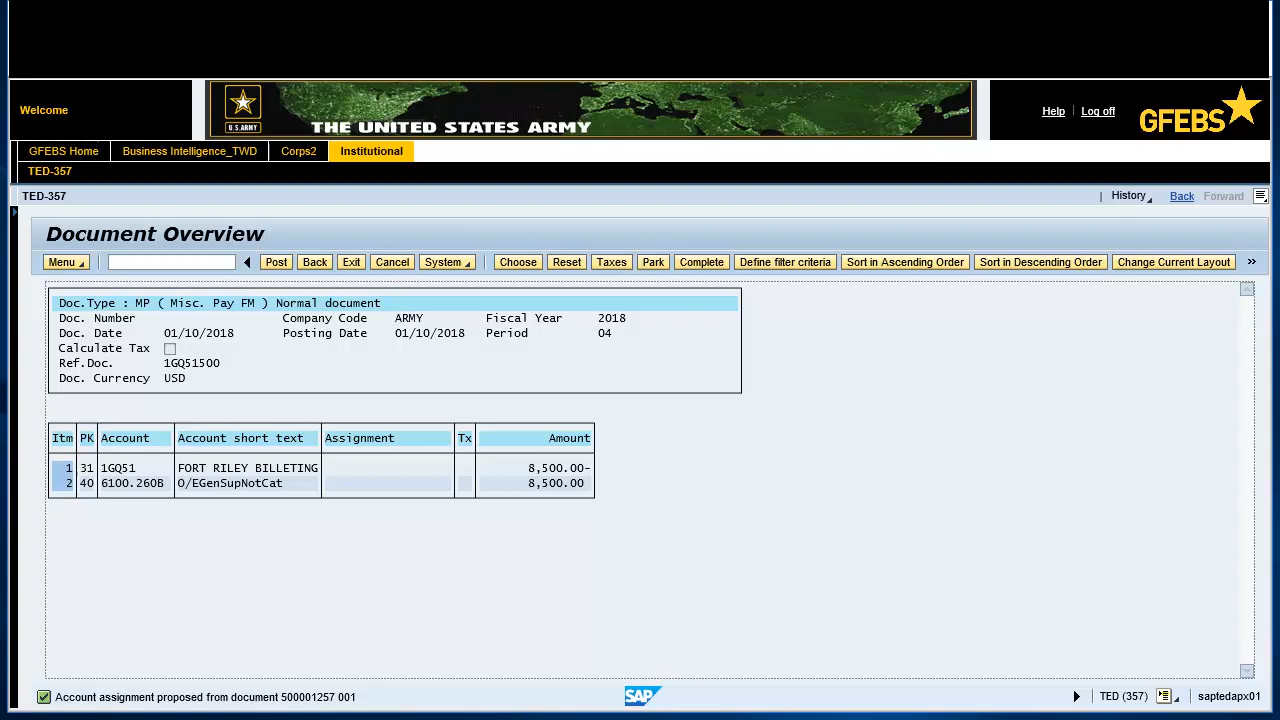 Welcome
U.S.ARMY
THE UNITED STATES ARMY
Help Log off
GFEBS
GFEBS Home Business Intelligence_TWD Corps2 Institutional
TED-357
TED-357 History Back Forward
Document Overview
Menu Post Back Exit Cancel System Choose Reset Taxes Park Complete Define filter criteria Sort in Ascending Order Sort in Descending Order Change Current Layout »
Doc.Type : MP ( Misc. Pay FM ) Normal document
Doc. Number Company Code ARMY Fiscal Year 2018
Doc. Date 01/10/2018 Posting Date 01/10/2018 Period 04
Calculate Tax
Ref.Doc. 1GQ51500
Doc. Currency USD
Itm PK Account Account short text Assignment Tx Amount
1 31 1GQ51 FORT RILEY BILLETING 8,500.00-
2 40 6100.260B O/EGenSupNotCat 8,500.00
Account assignment proposed from document 500001257 001 SAP TED (357) saptedapx01